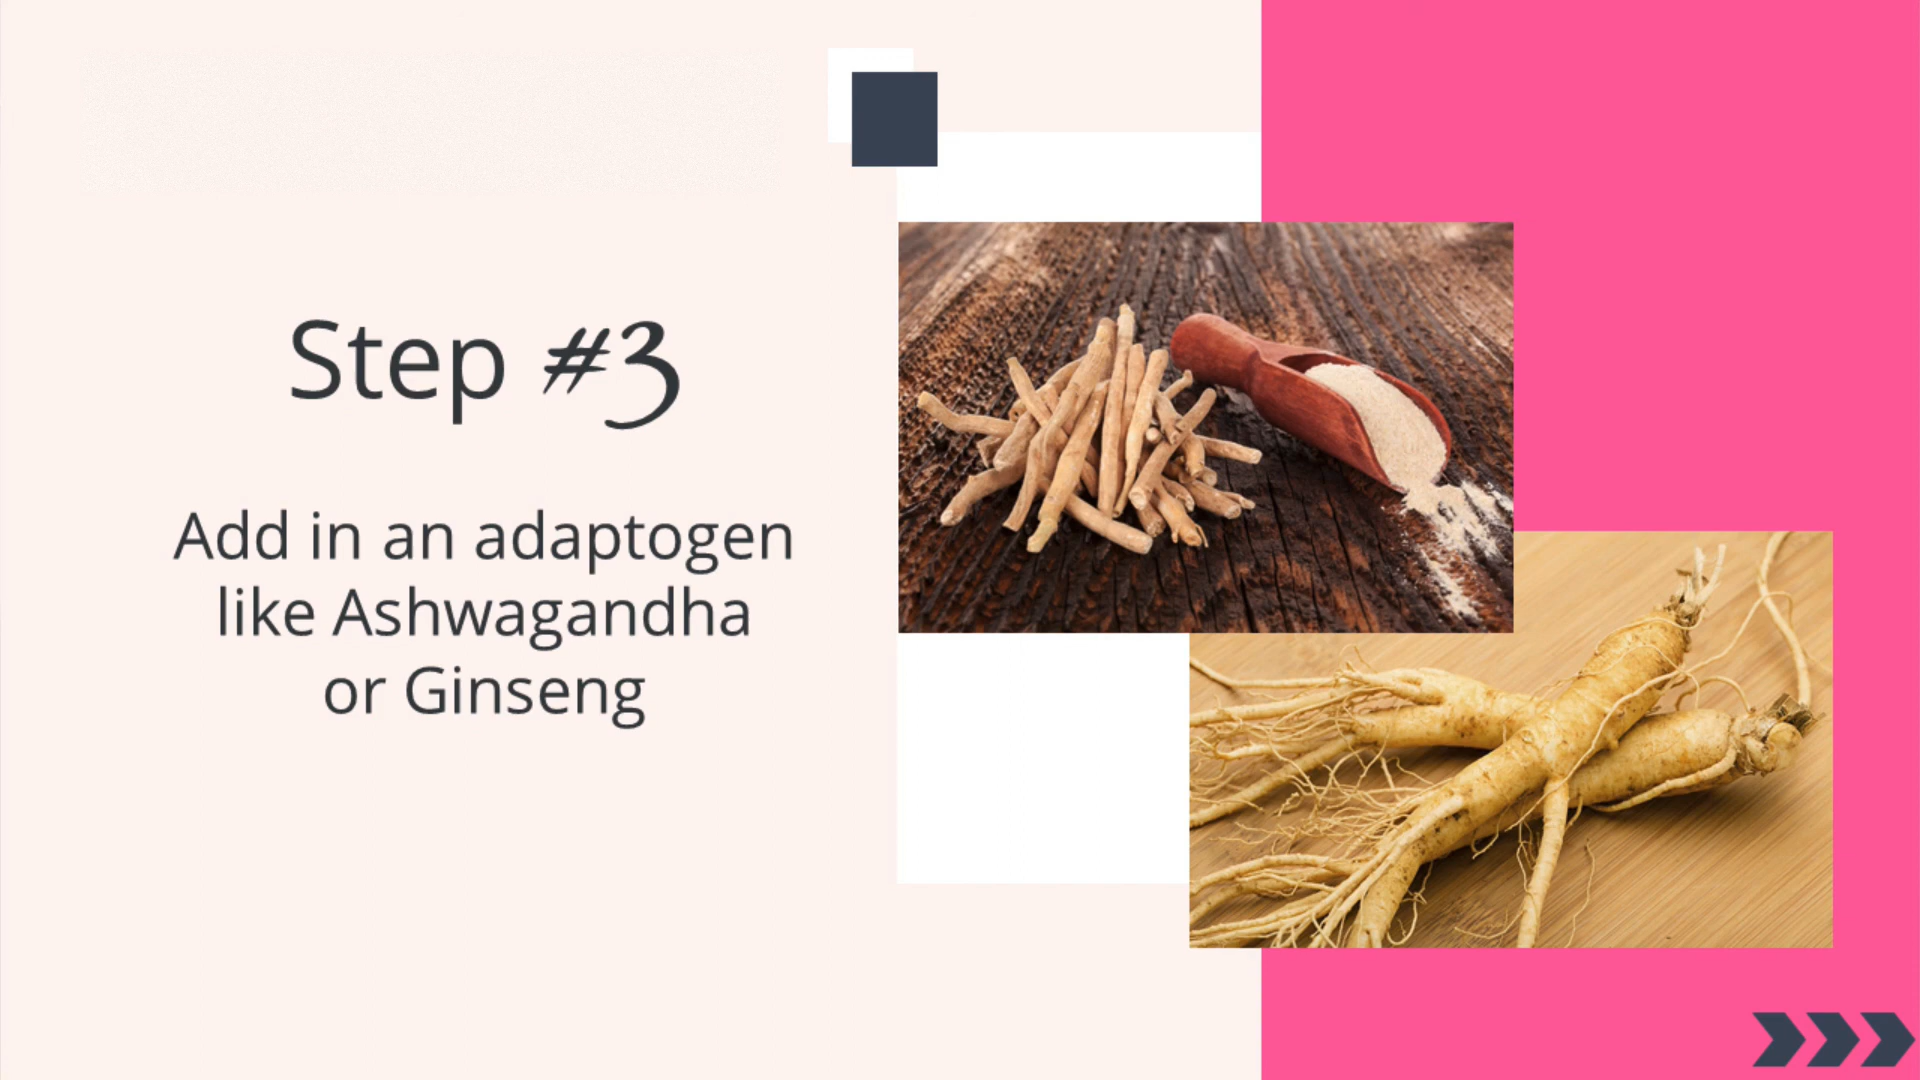 Step #3
Add in an adaptogen
like Ashwagandha
or Ginseng